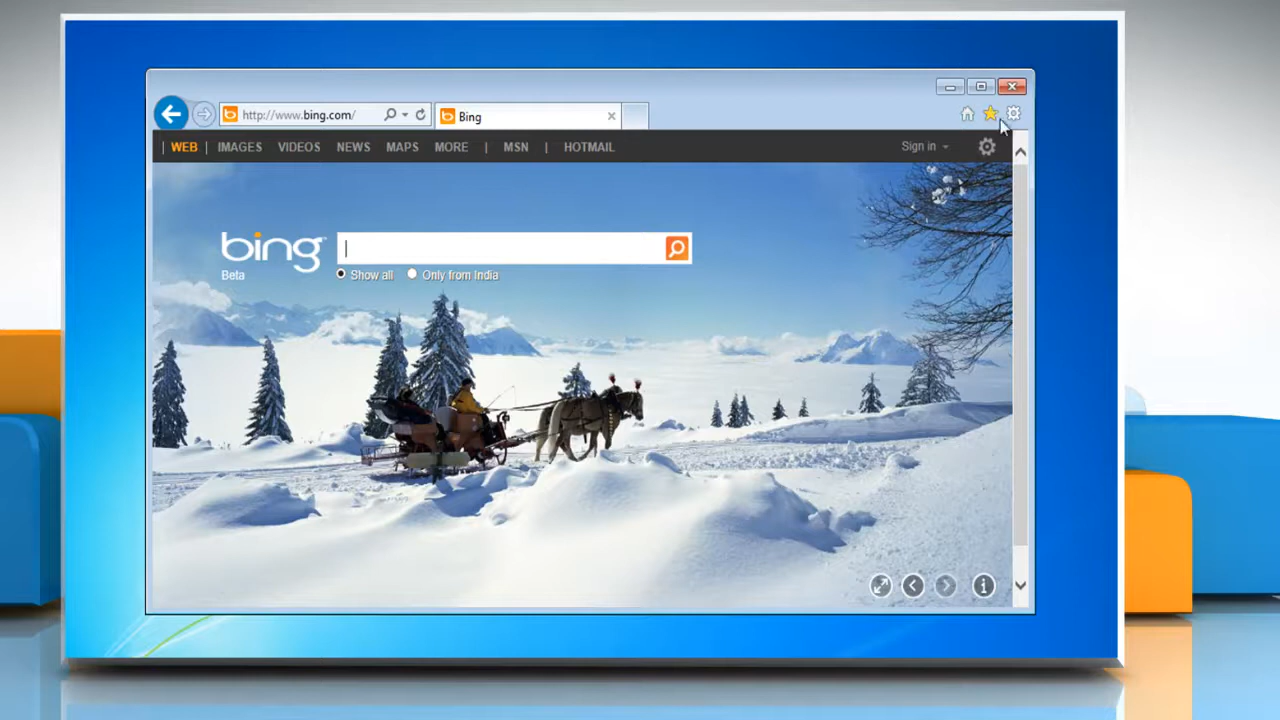 http://www.bing.com/
Bing
WEB | IMAGES VIDEOS NEWS MAPS MORE | MSN | HOTMAIL
Sign in
bing
Beta
Show all Only from India